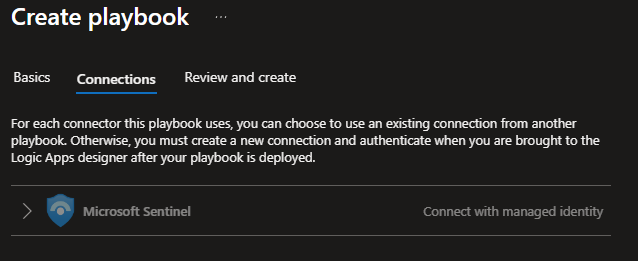 Create playbook ...
Basics Connections Review and create
For each connector this playbook uses, you can choose to use an existing connection from another
playbook. Otherwise, you must create a new connection and authenticate when you are brought to the
Logic Apps designer after your playbook is deployed.
Microsoft Sentinel Connect with managed identity